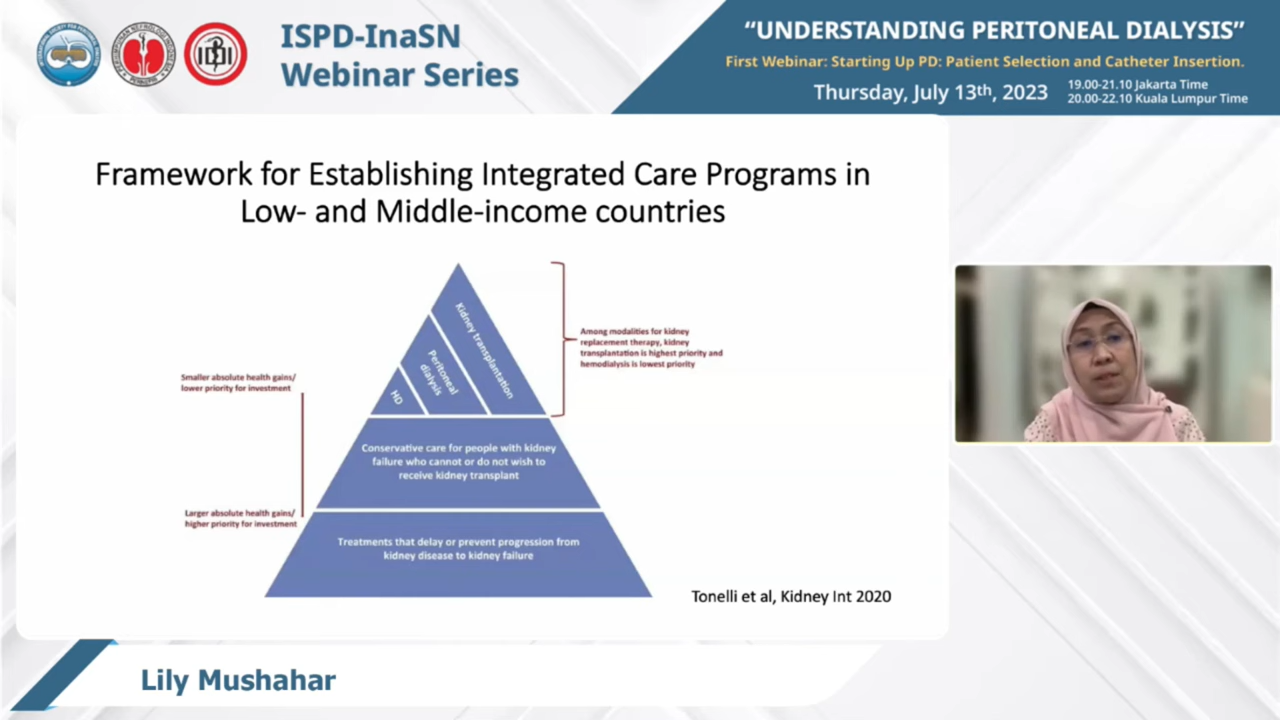 ISPD-InaSN
Webinar Series
“UNDERSTANDING PERITONEAL DIALYSIS”
First Webinar: Starting Up PD: Patient Selection and Catheter Insertion.
Thursday, July 13th, 2023
19.00-21.10 Jakarta Time
20.00-22.10 Kuala Lumpur Time
Framework for Establishing Integrated Care Programs in
Low- and Middle-income countries
Kidney transplantation
Peritoneal
dialysis
HD
Among modalities for kidney
replacement therapy, kidney
transplantation is highest priority and
hemodialysis is lowest priority
Smaller absolute health gains/
lower priority for investment
Conservative care for people with kidney
failure who cannot or do not wish to
receive kidney transplant
Larger absolute health gains/
higher priority for investment
Treatments that delay or prevent progression from
kidney disease to kidney failure
Tonelli et al, Kidney Int 2020
Lily Mushahar